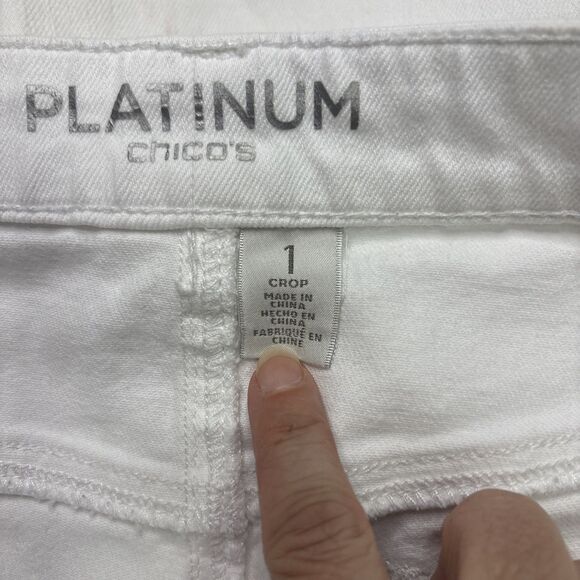 PLATINUM
chico's
1
CROP
MADE IN
CHINA
HECHO EN
CHINA
FABRIQUÉ EN
CHINE